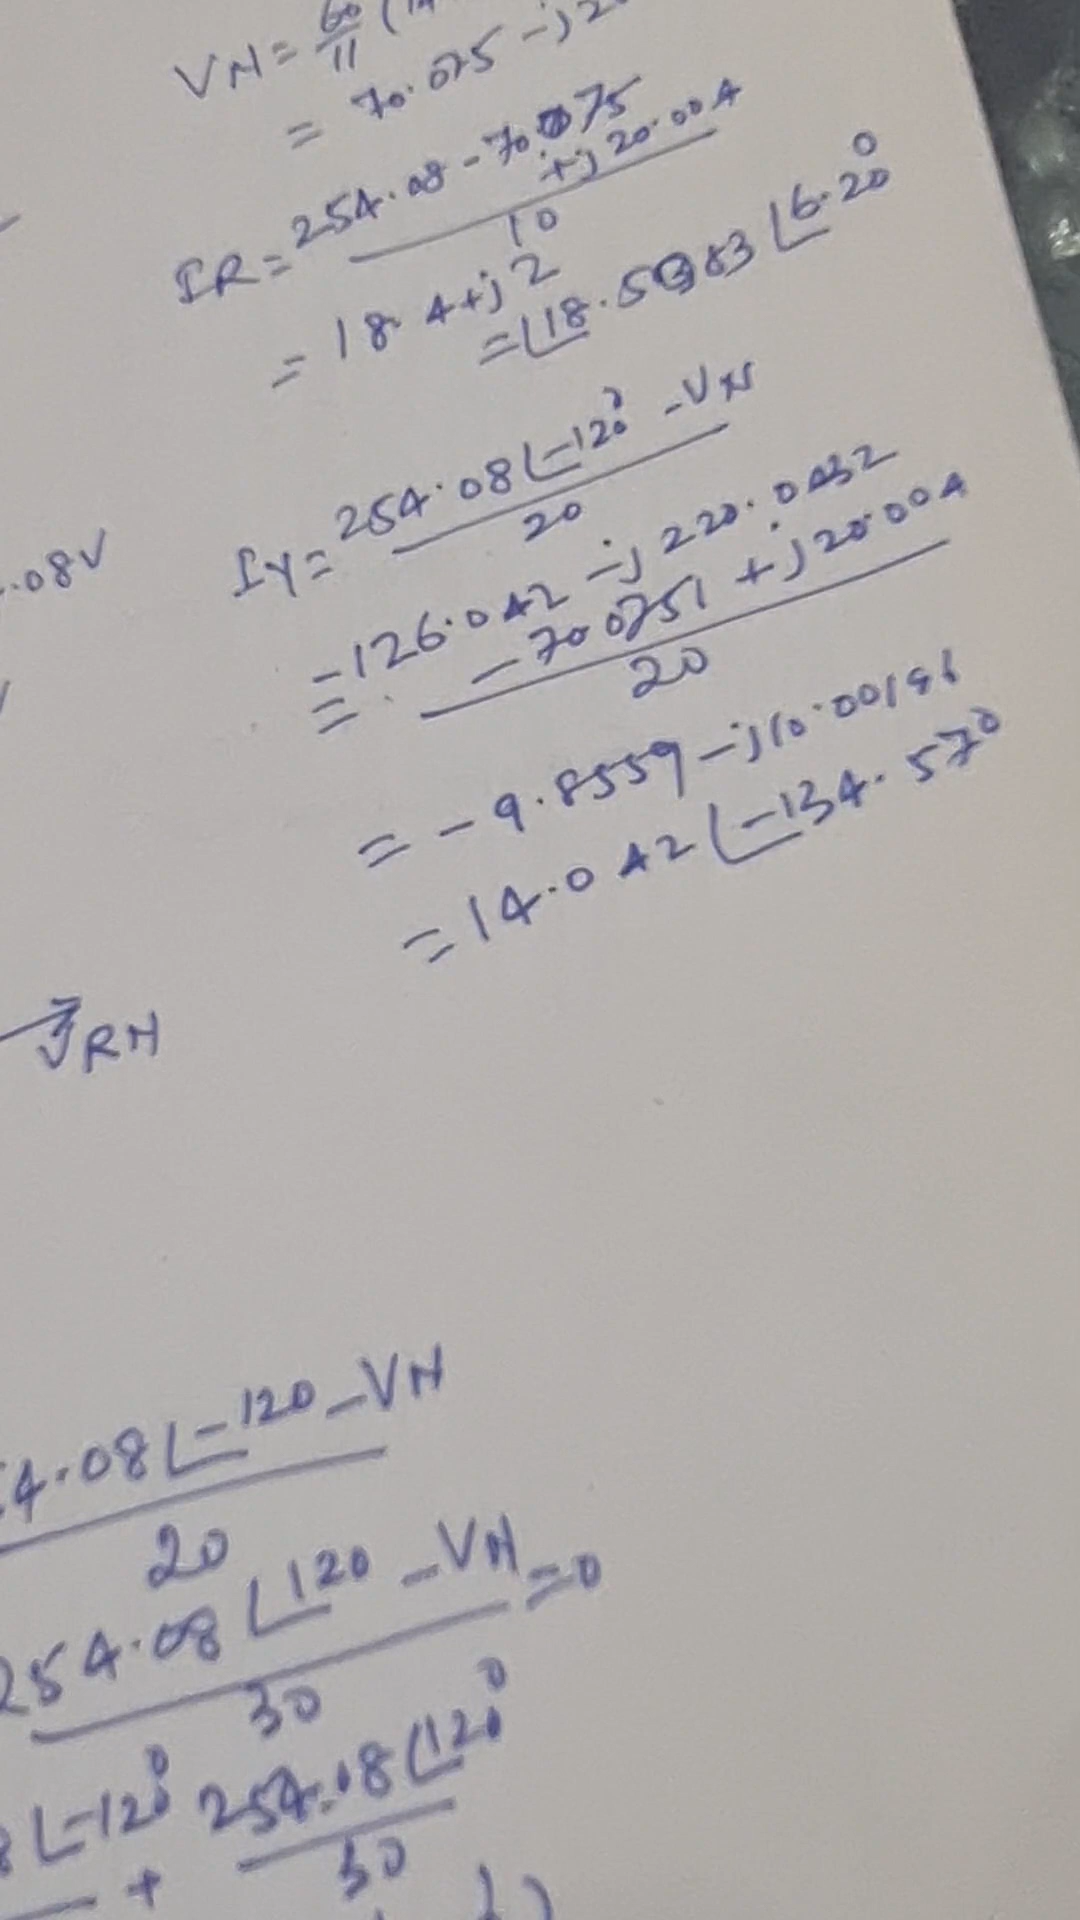 VN = 60/11 (
= 70.075 - j2
IR = 254.08 - 70.075
+j20.004
10
= 18.4 + j2
= ∠18.5083 ∠6.20°
IY = 254.08 ∠-120° - VN
20
= -126.042 - j220.0432
- 70.0751 + j20.004
20
.08V
= -9.8559 - j10.00196
= 14.042 ∠-134.57°
RN
4.08 ∠-120 - VN
20
254.08 ∠120 - VN = 0
30
∠-120° 254.08 ∠120°
+ 30